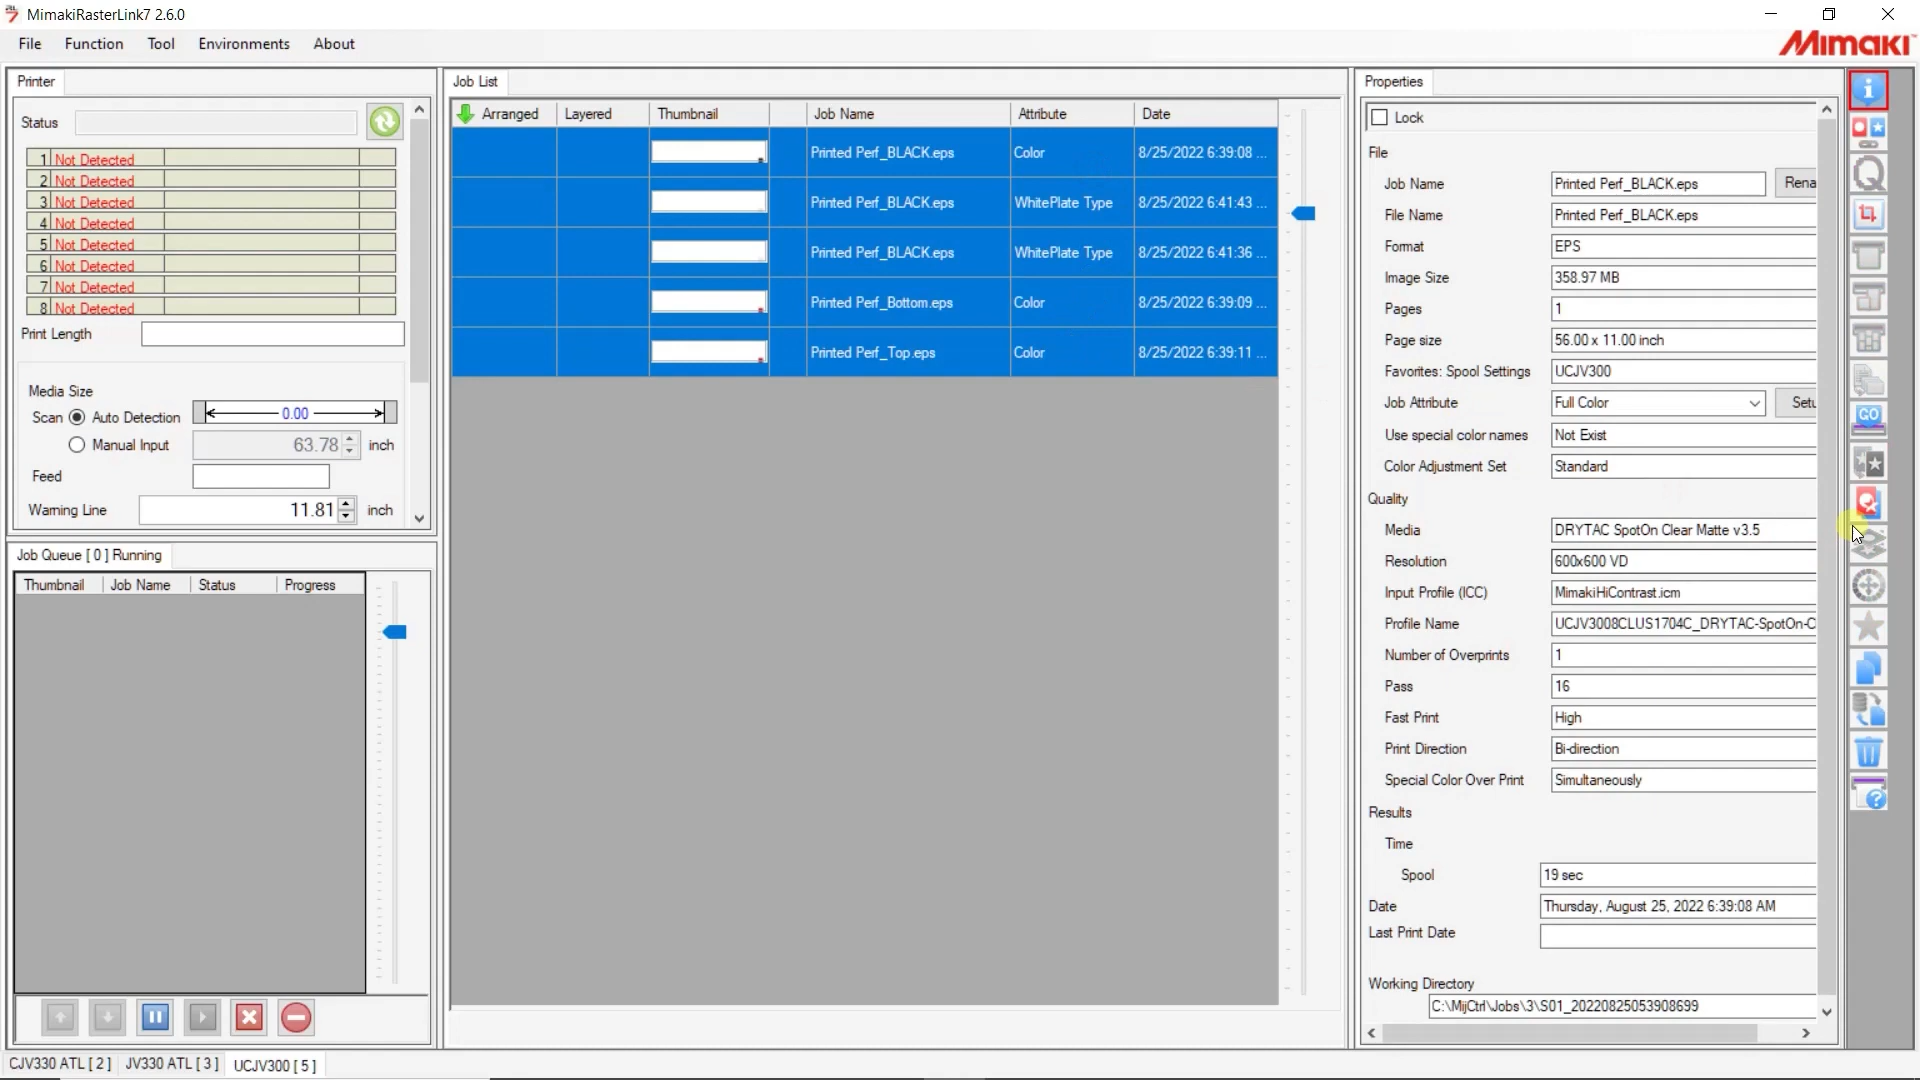 MimakiRasterLink7 2.6.0
File Function Tool Environments About
Mimaki
Printer
Status
1 Not Detected
2 Not Detected
3 Not Detected
4 Not Detected
5 Not Detected
6 Not Detected
7 Not Detected
8 Not Detected
Print Length
Media Size
Scan Auto Detection 0.00
Manual Input 63.78 inch
Feed
Warning Line 11.81 inch
Job Queue [ 0 ] Running
Thumbnail Job Name Status Progress
Job List
Arranged Layered Thumbnail Job Name Attribute Date
Printed Perf_BLACK.eps Color 8/25/2022 6:39:08 ...
Printed Perf_BLACK.eps WhitePlate Type 8/25/2022 6:41:43 ...
Printed Perf_BLACK.eps WhitePlate Type 8/25/2022 6:41:36 ...
Printed Perf_Bottom.eps Color 8/25/2022 6:39:09 ...
Printed Perf_Top.eps Color 8/25/2022 6:39:11 ...
Properties
Lock
File
Job Name Printed Perf_BLACK.eps Rena
File Name Printed Perf_BLACK.eps
Format EPS
Image Size 358.97 MB
Pages 1
Page size 56.00 x 11.00 inch
Favorites: Spool Settings UCJV300
Job Attribute Full Color Setu
Use special color names Not Exist
Color Adjustment Set Standard
Quality
Media DRYTAC SpotOn Clear Matte v3.5
Resolution 600x600 VD
Input Profile (ICC) MimakiHiContrast.icm
Profile Name UCJV3008CLUS1704C_DRYTAC-SpotOn-C
Number of Overprints 1
Pass 16
Fast Print High
Print Direction Bi-direction
Special Color Over Print Simultaneously
Results
Time
Spool 19 sec
Date Thursday, August 25, 2022 6:39:08 AM
Last Print Date
Working Directory
C:\MijCtrl\Jobs\3\S01_20220825053908699
GO
CJV330 ATL [ 2 ] JV330 ATL [ 3 ] UCJV300 [ 5 ]